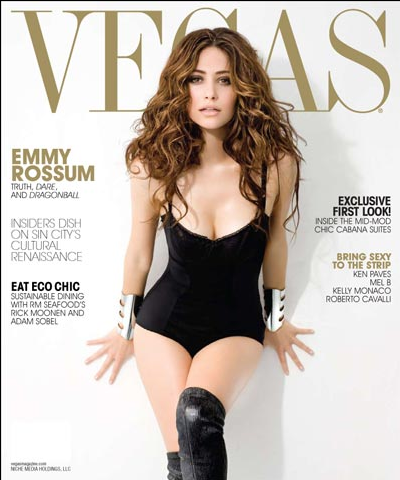 VEGAS
EMMY
ROSSUM
TRUTH, DARE,
AND DRAGONBALL
INSIDERS DISH
ON SIN CITY'S
CULTURAL
RENAISSANCE
EAT ECO CHIC
SUSTAINABLE DINING
WITH RM SEAFOOD'S
RICK MOONEN AND
ADAM SOBEL
EXCLUSIVE
FIRST LOOK!
INSIDE THE MID-MOD
CHIC CABANA SUITES
BRING SEXY
TO THE STRIP
KEN PAVES
MEL B
KELLY MONACO
ROBERTO CAVALLI
vegasmagazine.com
NICHE MEDIA HOLDINGS, LLC